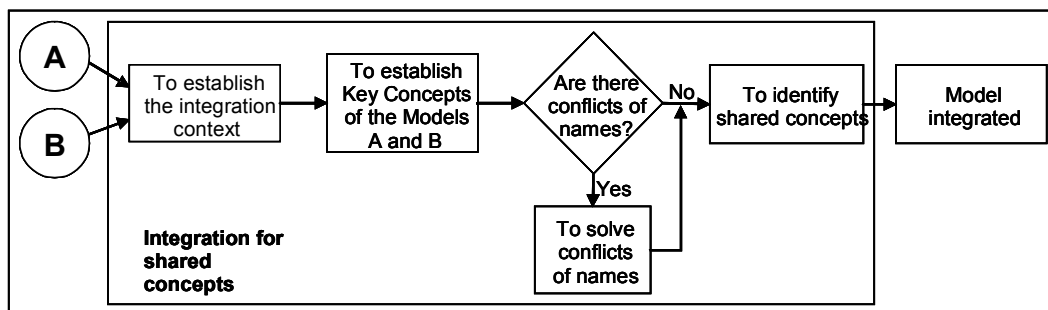 A
B
To establish
the integration
context
To establish
Key Concepts
of the Models
A and B
Are there
conflicts of
names?
No
Yes
To solve
conflicts
of names
To identify
shared concepts
Model
integrated
Integration for
shared
concepts